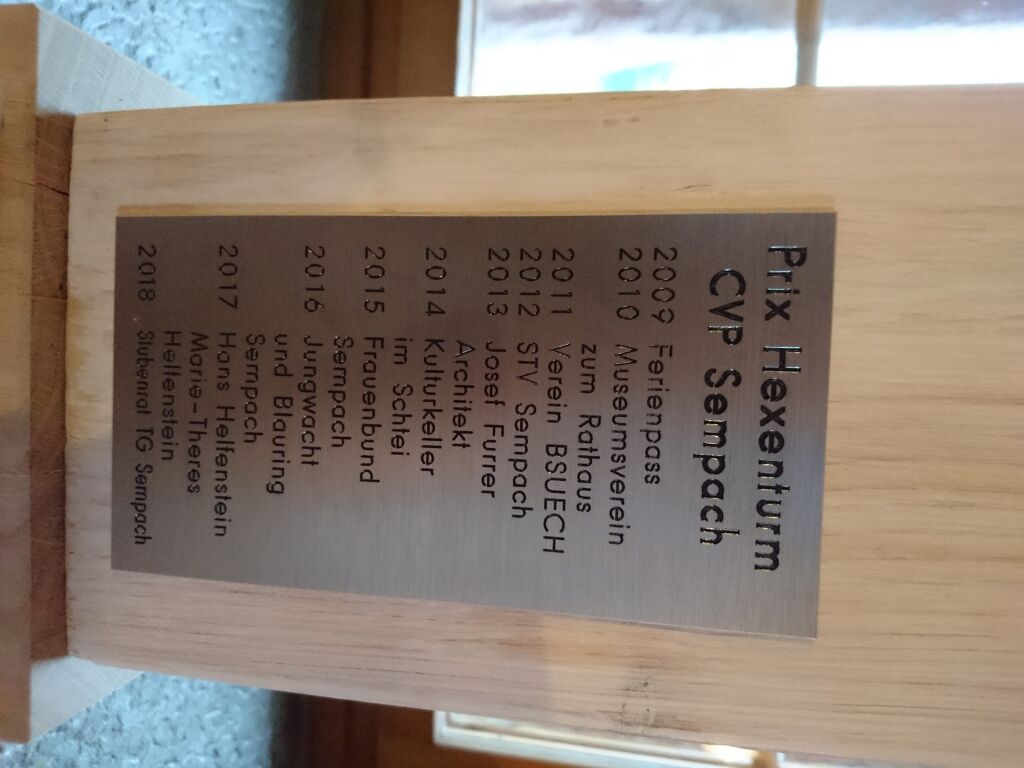 Prix Hexenturm
CVP Sempach
2009 Ferienpass
2010 Museumsverein
zum Rathaus
2011 Verein BSUECH
2012 STV Sempach
2013 Josef Furrer
Architekt
2014 Kulturkeller
im Schtei
2015 Frauenbund
Sempach
2016 Jungwacht
und Blauring
Sempach
2017 Hans Helfenstein
Marie-Theres
Helfenstein
2018 Stubenrat TG Sempach